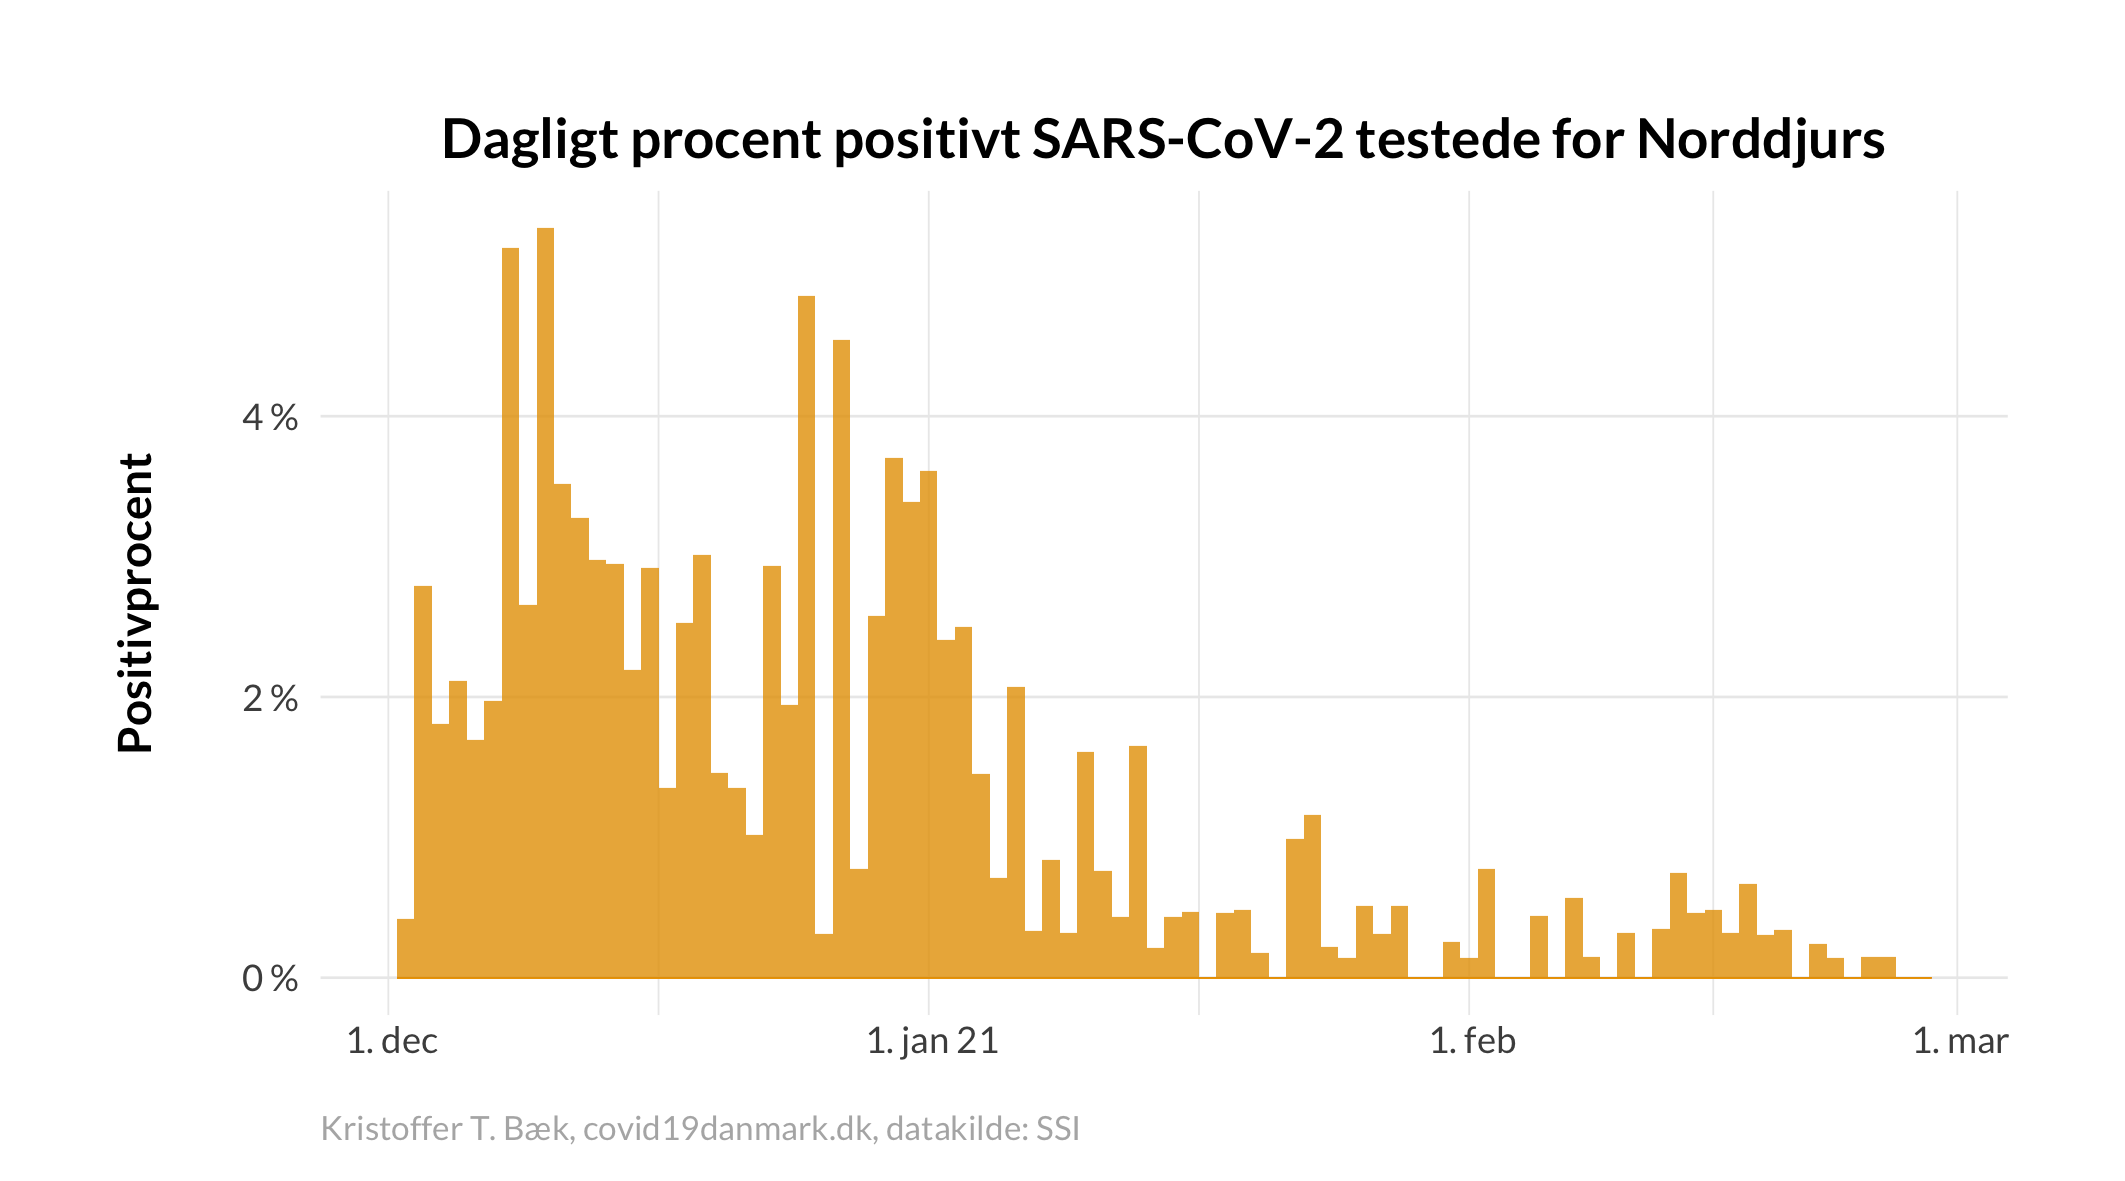 Dagligt procent positivt SARS-CoV-2 testede for Norddjurs
Positivprocent
4 %
2 %
0 %
1. dec
1. jan 21
1. feb
1. mar
Kristoffer T. Bæk, covid19danmark.dk, datakilde: SSI